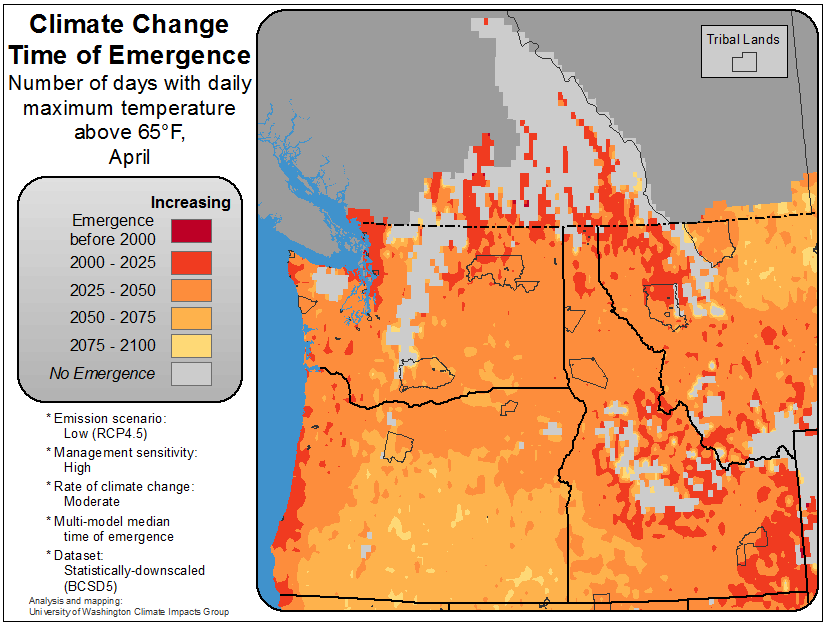 Climate Change
Time of Emergence
Number of days with daily
maximum temperature
above 65°F,
April
Increasing
Emergence
before 2000
2000 - 2025
2025 - 2050
2050 - 2075
2075 - 2100
No Emergence
* Emission scenario:
Low (RCP4.5)
* Management sensitivity:
High
* Rate of climate change:
Moderate
* Multi-model median
time of emergence
* Dataset:
Statistically-downscaled
(BCSD5)
Analysis and mapping:
University of Washington Climate Impacts Group
Tribal Lands